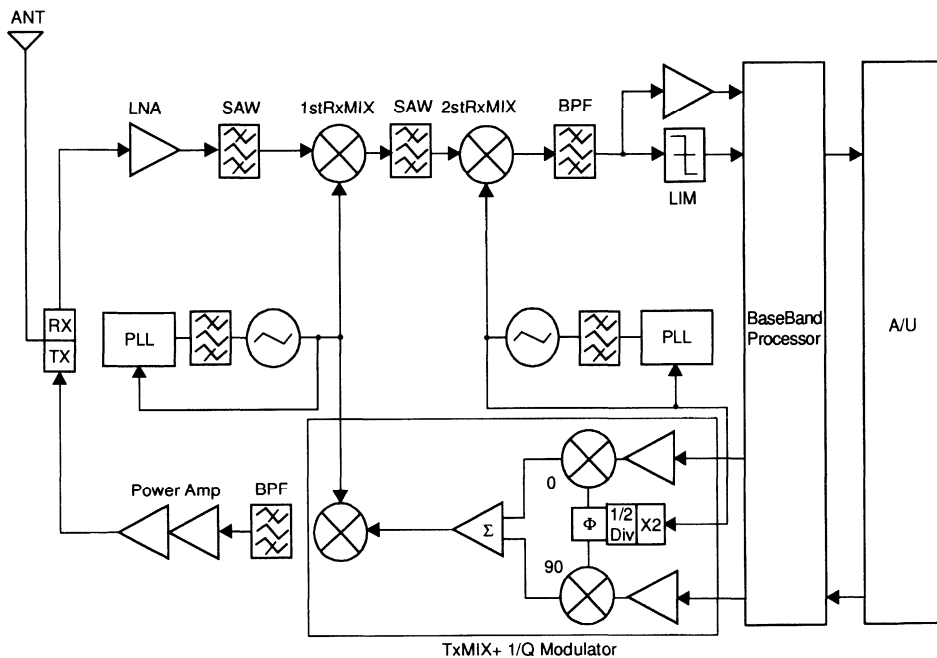 ANT
LNA
SAW
1stRxMIX
SAW
2stRxMIX
BPF
LIM
RX
TX
PLL
PLL
BaseBand
Processor
A/U
Power Amp
BPF
0
Σ
Φ
1/2
Div
X2
90
TxMIX+ 1/Q Modulator